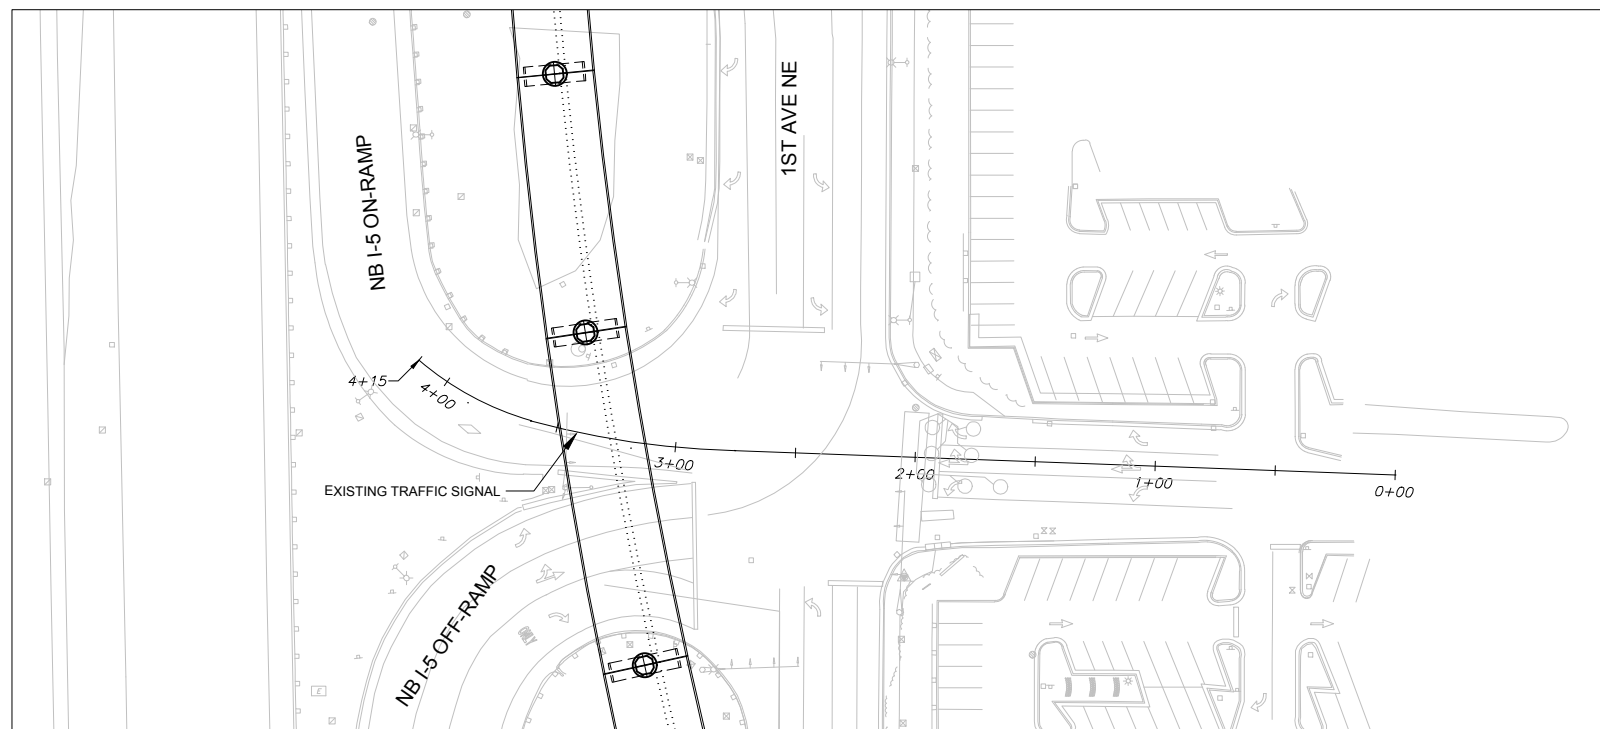 1ST AVE NE
NB I-5 ON-RAMP
4+15
4+00
3+00
2+00
1+00
0+00
EXISTING TRAFFIC SIGNAL
NB I-5 OFF-RAMP
ONLY
E